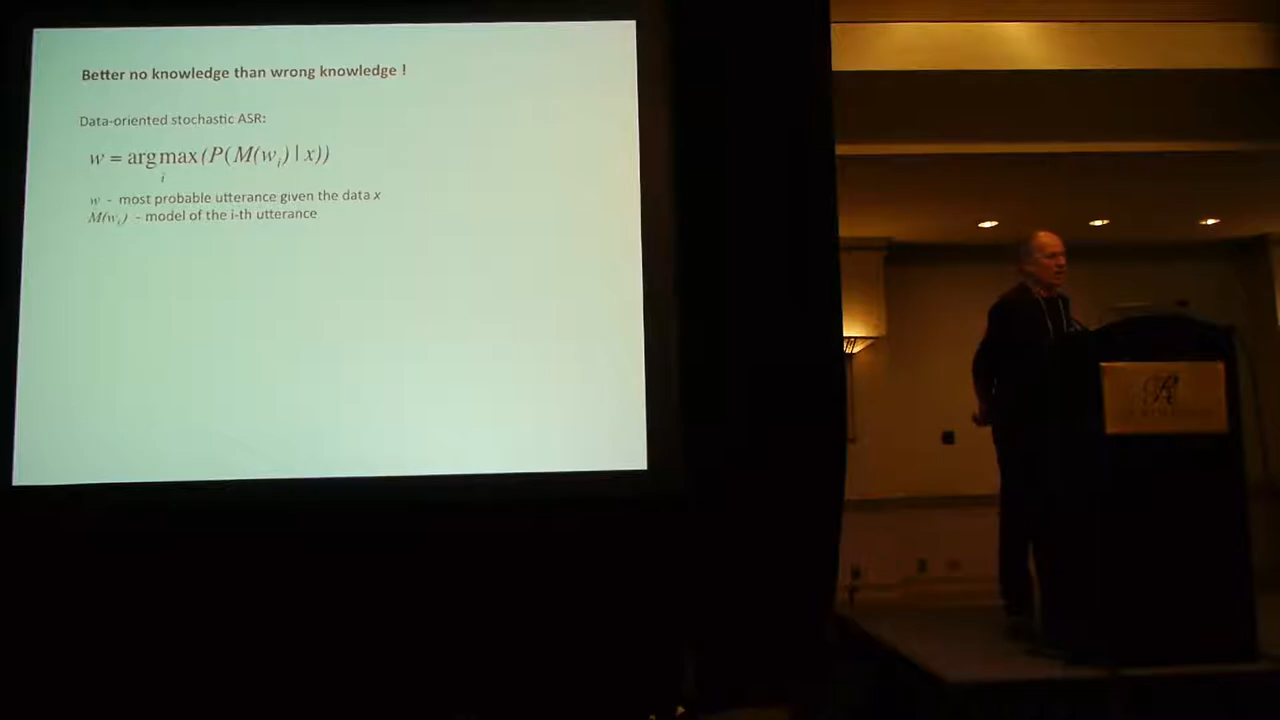 Better no knowledge than wrong knowledge !
Data-oriented stochastic ASR:
w = arg max (P(M(wᵢ) | x))
i
w - most probable utterance given the data x
M(wᵢ) - model of the i-th utterance